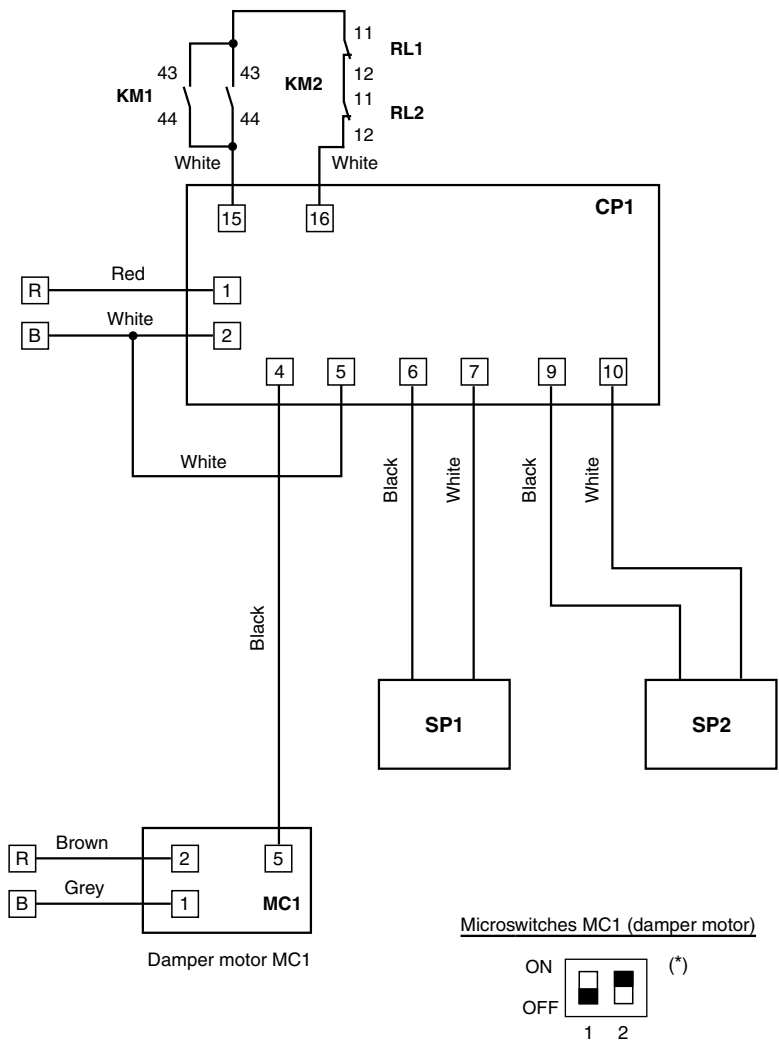 11
RL1
43
43
KM2
12
KM1
11
RL2
44
44
12
White
White
CP1
15
16
Red
R
1
White
B
2
4
5
6
7
9
10
White
Black
White
Black
White
Black
SP1
SP2
Brown
R
2
5
Grey
B
1
MC1
Microswitches MC1 (damper motor)
Damper motor MC1
ON
(*)
OFF
1 2